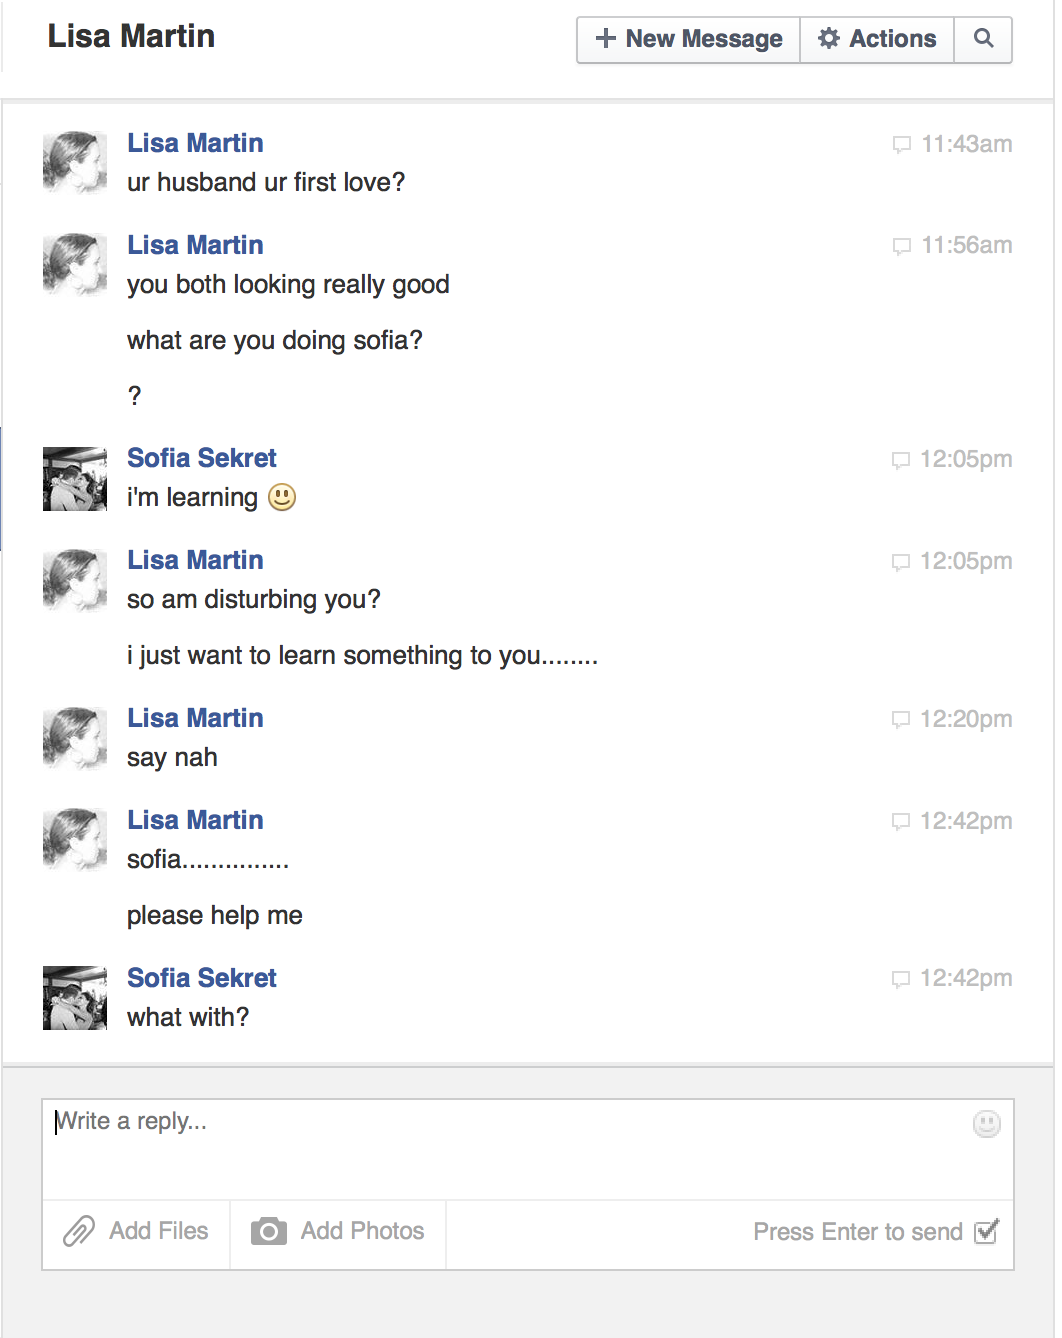 Lisa Martin
New Message
Actions
Lisa Martin
11:43am
ur husband ur first love?
Lisa Martin
11:56am
you both looking really good
what are you doing sofia?
?
Sofia Sekret
12:05pm
i'm learning
Lisa Martin
12:05pm
so am disturbing you?
i just want to learn something to you........
Lisa Martin
12:20pm
say nah
Lisa Martin
12:42pm
sofia...............
please help me
Sofia Sekret
12:42pm
what with?
Write a reply...
Add Files
Add Photos
Press Enter to send